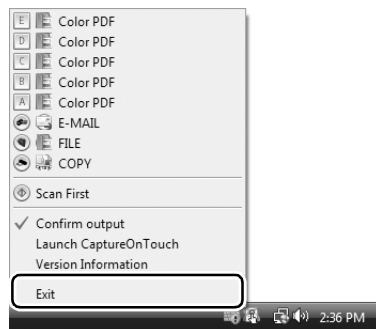 E Color PDF
D Color PDF
C Color PDF
B Color PDF
A Color PDF
E-MAIL
FILE
COPY
Scan First
Confirm output
Launch CaptureOnTouch
Version Information
Exit
2:36 PM